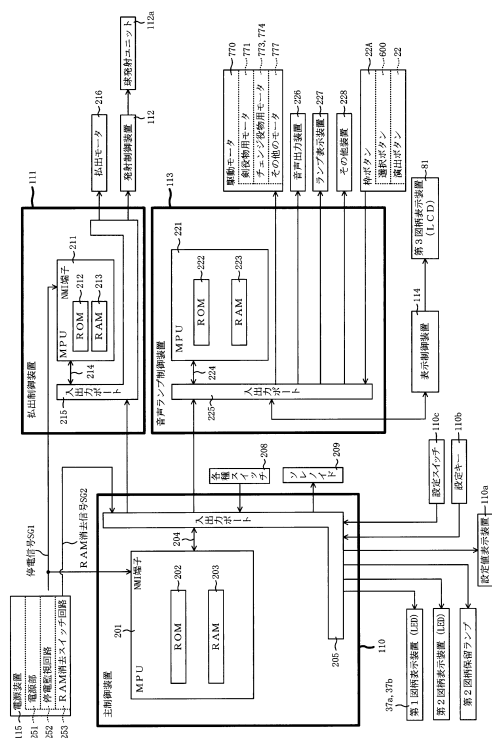 115
電源装置
251
電源部
252
停電監視回路
253
RAM消去スイッチ回路
停電信号SG1
RAM消去信号SG2
主制御装置
110
201
MPU
NMI端子
ROM
202
RAM
203
204
入出力ポート
205
各種スイッチ
208
ソレノイド
209
37a, 37b
第1図柄表示装置(LED)
第2図柄表示装置(LED)
第2図柄保留ランプ
設定値表示装置
110a
設定キー
110b
設定スイッチ
110c
払出制御装置
111
215
入出力ポート
214
MPU
NMI端子
211
ROM
212
RAM
213
払出モータ
216
発射制御装置
112
球発射ユニット
112a
音声ランプ制御装置
113
MPU
221
ROM
222
RAM
223
224
入出力ポート
225
駆動モータ
770
剣役物用モータ
771
チェンジ役物用モータ
773, 774
その他のモータ
777
音声出力装置
226
ランプ表示装置
227
その他装置
228
枠ボタン
22A
選択ボタン
600
演出ボタン
22
表示制御装置
114
第3図柄表示装置
(LCD)
81